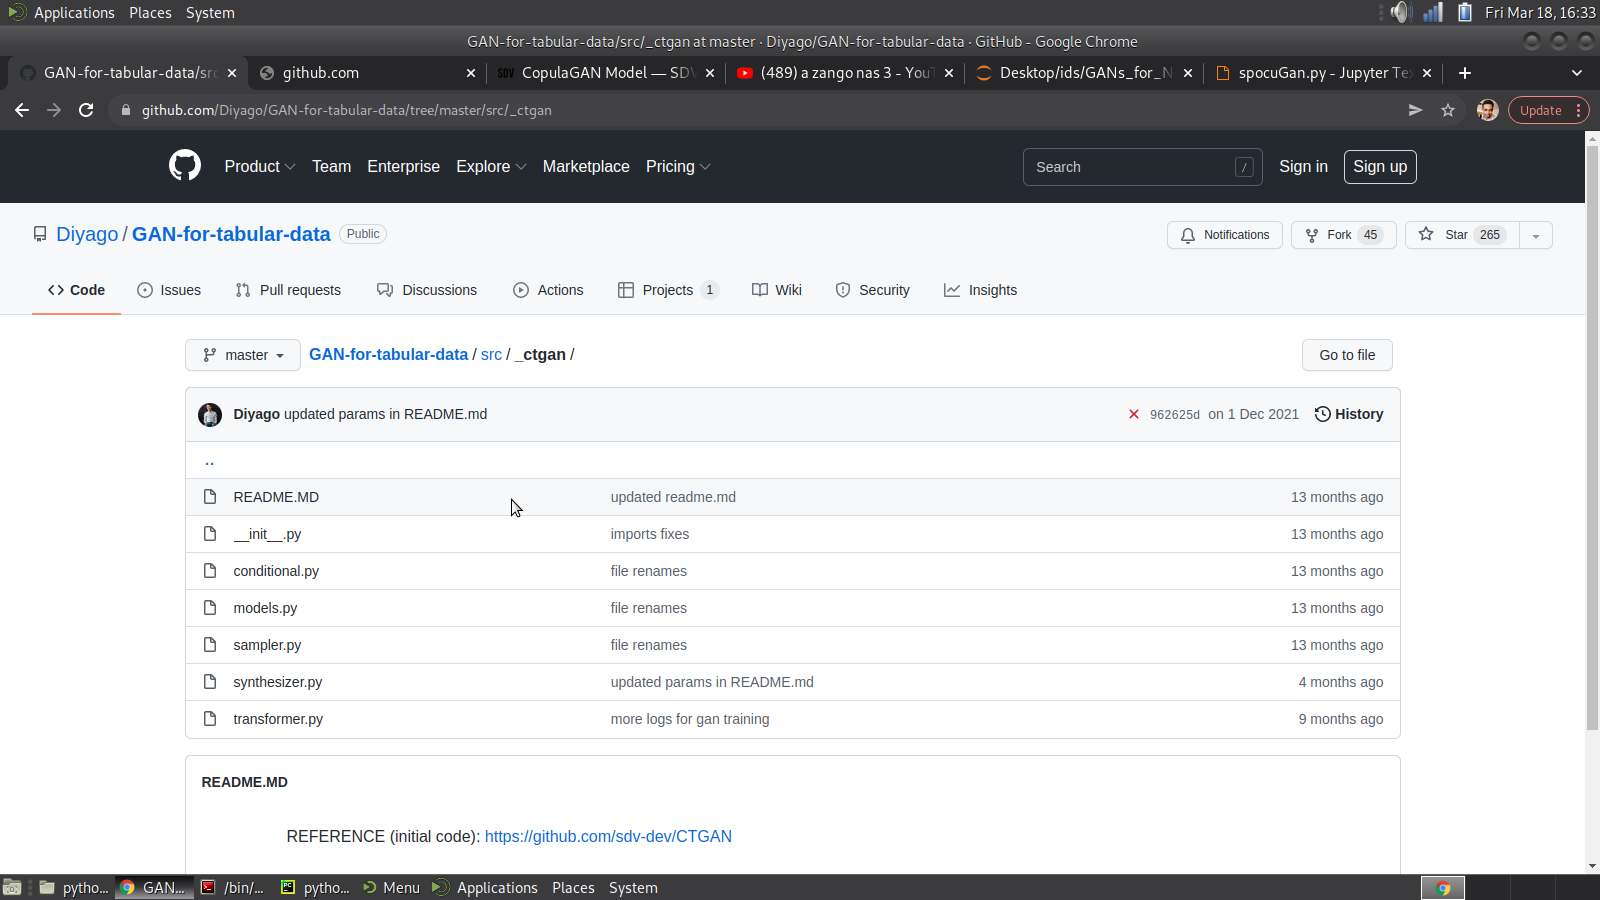 Applications Places System Fri Mar 18, 16:33
GAN-for-tabular-data/src/_ctgan at master · Diyago/GAN-for-tabular-data · GitHub - Google Chrome
GAN-for-tabular-data/src github.com CopulaGAN Model — SDV (489) a zango nas 3 - YouT Desktop/ids/GANs_for_N spocuGan.py - Jupyter Te
github.com/Diyago/GAN-for-tabular-data/tree/master/src/_ctgan Update
Product Team Enterprise Explore Marketplace Pricing Search / Sign in Sign up
Diyago / GAN-for-tabular-data Public Notifications Fork 45 Star 265
Code Issues Pull requests Discussions Actions Projects 1 Wiki Security Insights
master GAN-for-tabular-data / src / _ctgan / Go to file
Diyago updated params in README.md 962625d on 1 Dec 2021 History
..
README.MD updated readme.md 13 months ago
__init__.py imports fixes 13 months ago
conditional.py file renames 13 months ago
models.py file renames 13 months ago
sampler.py file renames 13 months ago
synthesizer.py updated params in README.md 4 months ago
transformer.py more logs for gan training 9 months ago
README.MD
REFERENCE (initial code): https://github.com/sdv-dev/CTGAN
pytho... GAN... /bin/... pytho... Menu Applications Places System